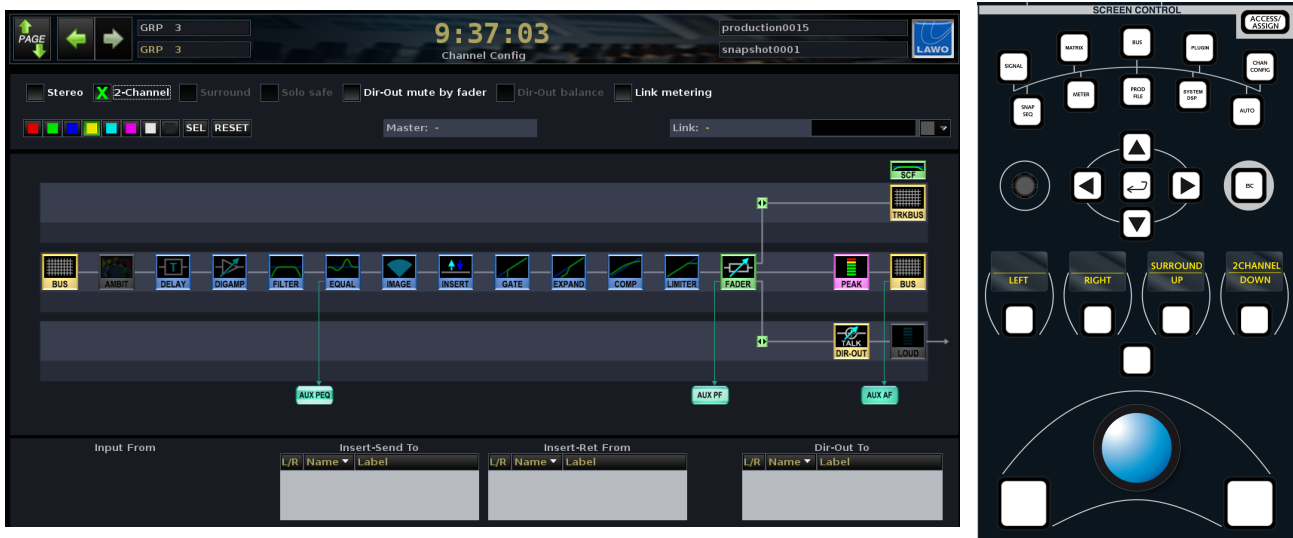 PAGE
GRP 3
GRP 3
9:37:03
Channel Config
production0015
snapshot0001
LAWO
Stereo X 2-Channel Surround Solo safe Dir-Out mute by fader Dir-Out balance Link metering
SEL RESET Master: - Link: -
SCF
TRKBUS
BUS AMBIT DELAY DIGAMP FILTER EQUAL IMAGE INSERT GATE EXPAND COMP LIMITER FADER PEAK BUS
TALK
DIR-OUT LOUD
AUX PEQ AUX PF AUX AF
Input From Insert-Send To Insert-Ret From Dir-Out To
L/R Name Label L/R Name Label L/R Name Label
SCREEN CONTROL
ACCESS/
ASSIGN
SIGNAL MATRIX BUS PLUGIN CHAN
CONFIG
SNAP
SEQ METER PROD
FILE SYSTEM
DSP AUTO
ESC
LEFT RIGHT SURROUND
UP 2CHANNEL
DOWN